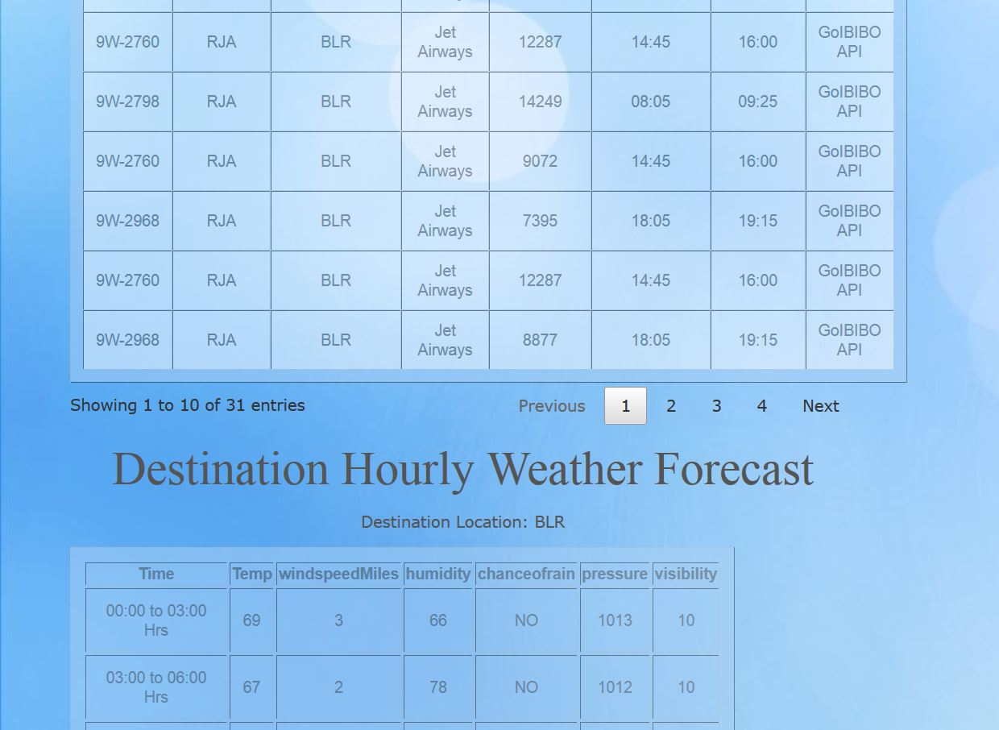 9W-2760 RJA BLR Jet Airways 12287 14:45 16:00 GoIBIBO API
9W-2798 RJA BLR Jet Airways 14249 08:05 09:25 GoIBIBO API
9W-2760 RJA BLR Jet Airways 9072 14:45 16:00 GoIBIBO API
9W-2968 RJA BLR Jet Airways 7395 18:05 19:15 GoIBIBO API
9W-2760 RJA BLR Jet Airways 12287 14:45 16:00 GoIBIBO API
9W-2968 RJA BLR Jet Airways 8877 18:05 19:15 GoIBIBO API
Showing 1 to 10 of 31 entries Previous 1 2 3 4 Next
Destination Hourly Weather Forecast
Destination Location: BLR
Time Temp windspeedMiles humidity chanceofrain pressure visibility
00:00 to 03:00 Hrs 69 3 66 NO 1013 10
03:00 to 06:00 Hrs 67 2 78 NO 1012 10